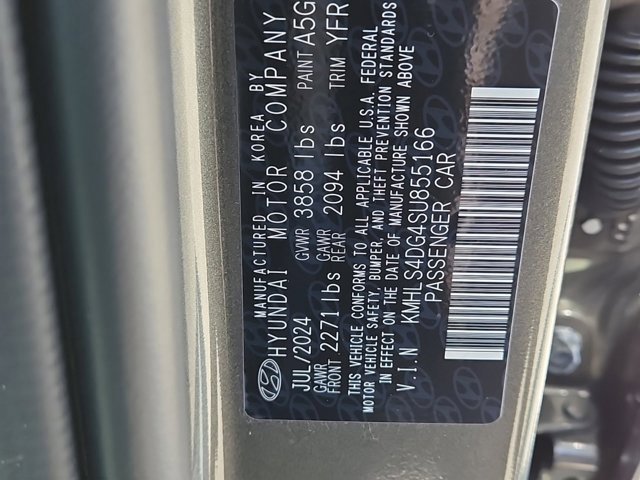 MANUFACTURED IN KOREA BY
HYUNDAI MOTOR COMPANY
JUL/2024 GVWR 3858 lbs PAINT A5G
GAWR FRONT 2271lbs GAWR REAR 2094 lbs TRIM YFR
THIS VEHICLE CONFORMS TO ALL APPLICABLE U.S.A. FEDERAL
MOTOR VEHICLE SAFETY, BUMPER, AND THEFT PREVENTION STANDARDS
IN EFFECT ON THE DATE OF MANUFACTURE SHOWN ABOVE
V.I.N KMHLS4DG4SU855166
PASSENGER CAR